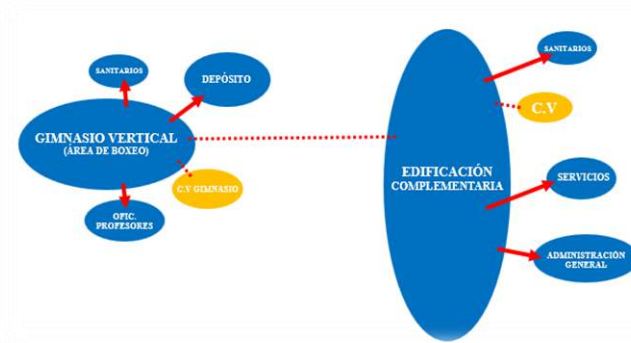 SANITARIOS
DEPÓSITO
GIMNASIO VERTICAL
(ÁREA DE BOXEO)
C.V GIMNASIO
OFIC.
PROFESORES
SANITARIOS
C.V
EDIFICACIÓN
COMPLEMENTARIA
SERVICIOS
ADMINISTRACIÓN
GENERAL